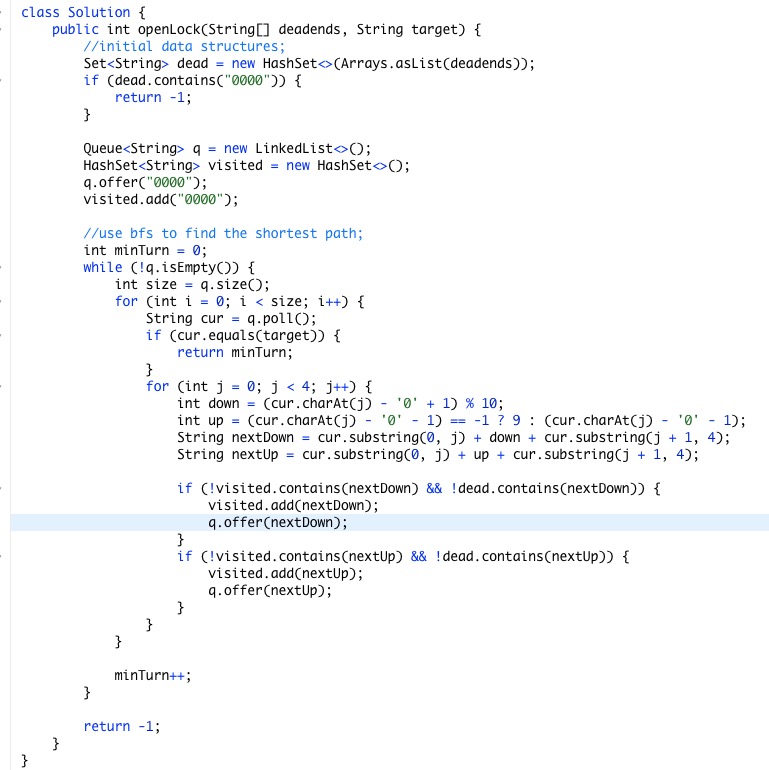 class Solution {
    public int openLock(String[] deadends, String target) {
        //initial data structures;
        Set<String> dead = new HashSet<>(Arrays.asList(deadends));
        if (dead.contains("0000")) {
            return -1;
        }

        Queue<String> q = new LinkedList<>();
        HashSet<String> visited = new HashSet<>();
        q.offer("0000");
        visited.add("0000");

        //use bfs to find the shortest path;
        int minTurn = 0;
        while (!q.isEmpty()) {
            int size = q.size();
            for (int i = 0; i < size; i++) {
                String cur = q.poll();
                if (cur.equals(target)) {
                    return minTurn;
                }
                for (int j = 0; j < 4; j++) {
                    int down = (cur.charAt(j) - '0' + 1) % 10;
                    int up = (cur.charAt(j) - '0' - 1) == -1 ? 9 : (cur.charAt(j) - '0' - 1);
                    String nextDown = cur.substring(0, j) + down + cur.substring(j + 1, 4);
                    String nextUp = cur.substring(0, j) + up + cur.substring(j + 1, 4);

                    if (!visited.contains(nextDown) && !dead.contains(nextDown)) {
                        visited.add(nextDown);
                        q.offer(nextDown);
                    }
                    if (!visited.contains(nextUp) && !dead.contains(nextUp)) {
                        visited.add(nextUp);
                        q.offer(nextUp);
                    }
                }
            }

            minTurn++;
        }

        return -1;
    }
}